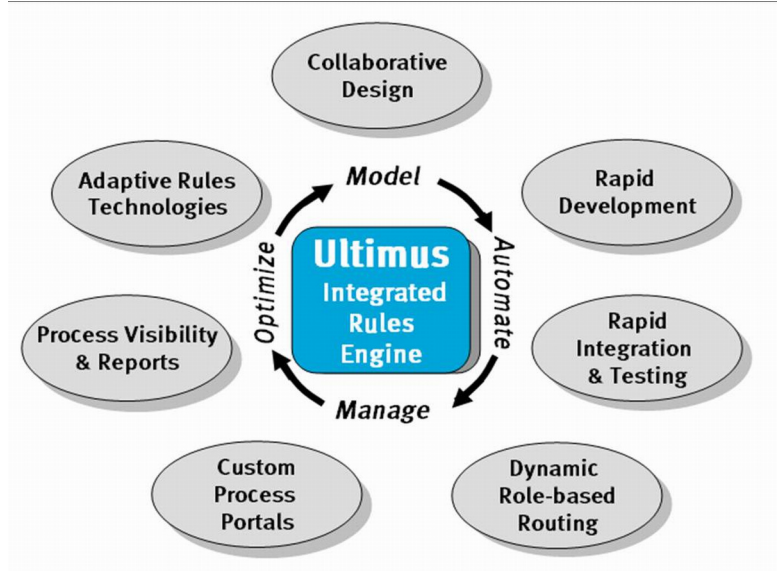 Collaborative
Design
Adaptive Rules
Technologies
Model
Rapid
Development
Optimize
Ultimus
Integrated
Rules
Engine
Automate
Process Visibility
& Reports
Rapid
Integration
& Testing
Manage
Custom
Process
Portals
Dynamic
Role-based
Routing